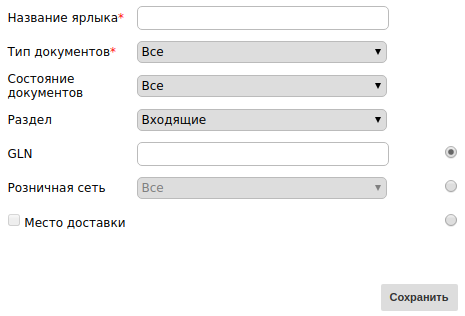 Название ярлыка*
Тип документов* Все
Состояние документов Все
Раздел Входящие
GLN
Розничная сеть Все
Место доставки
Сохранить